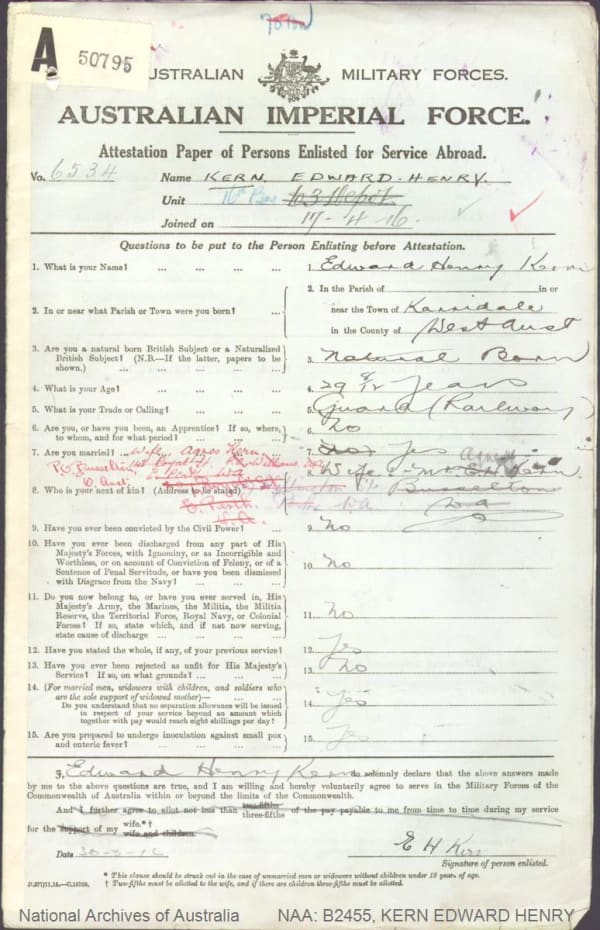 A 50795
AUSTRALIAN MILITARY FORCES.
AUSTRALIAN IMPERIAL FORCE.
Attestation Paper of Persons Enlisted for Service Abroad.
No. 6534 Name KERN, EDWARD HENRY.
Unit to 3 Depot
Joined on 17-4-16
Questions to be put to the Person Enlisting before Attestation.
1. What is your Name? ... ... ... ... 1. Edward Henry Kern
2. In or near what Parish or Town were you born? ... 2. In the Parish of in or
near the Town of Karridale
in the County of West Aust
3. Are you a natural born British Subject or a Naturalized
British Subject? (N.B.—If the latter, papers to be
shown.) ... ... ... ... ... 3. Natural Born
4. What is your Age? ... ... ... ... 4. 29 8/12 years
5. What is your Trade or Calling? ... ... ... 5. Guard (Railway)
6. Are you, or have you been, an Apprentice? If so, where,
to whom, and for what period? ... ... ... 6. No
7. Are you married? Wife, Agnes Kern 7. No Yes
8. Who is your next of kin? (Address to be stated) 8. Wife Mrs E H Kern
Busselton
W.A.
E. Perth
W.A.
9. Have you ever been convicted by the Civil Power? ... 9. No
10. Have you ever been discharged from any part of His
Majesty's Forces, with Ignominy, or as Incorrigible and
Worthless, or on account of Conviction of Felony, or of a
Sentence of Penal Servitude, or have you been dismissed
with Disgrace from the Navy? ... ... ... 10. No
11. Do you now belong to, or have you ever served in, His
Majesty's Army, the Marines, the Militia, the Militia
Reserve, the Territorial Force, Royal Navy, or Colonial
Forces? If so, state which, and if not now serving,
state cause of discharge ... ... ... ... 11. No
12. Have you stated the whole, if any, of your previous service? 12. Yes
13. Have you ever been rejected as unfit for His Majesty's
Service? If so, on what grounds? ... ... ... 13. No
14. (For married men, widowers with children, and soldiers who
are the sole support of widowed mother)— ... ...
Do you understand that no separation allowance will be issued
in respect of your service beyond an amount which
together with pay would reach eight shillings per day? 14. Yes
15. Are you prepared to undergo inoculation against small pox
and enteric fever? ... ... ... ... 15. Yes
I, Edward Henry Kern do solemnly declare that the above answers made
by me to the above questions are true, and I am willing and hereby voluntarily agree to serve in the Military Forces of the
Commonwealth of Australia within or beyond the limits of the Commonwealth.
And I further agree to allot not less than two-fifths three-fifths of the pay payable to me from time to time during my service
for the support of my wife.*† wife and children.
Date 30-3-16 E H Kern
Signature of person enlisted.
* This clause should be struck out in the case of unmarried men or widowers without children under 18 years of age.
† Two-fifths must be allotted to the wife, and if there are children three-fifths must be allotted.
National Archives of Australia NAA: B2455, KERN EDWARD HENRY